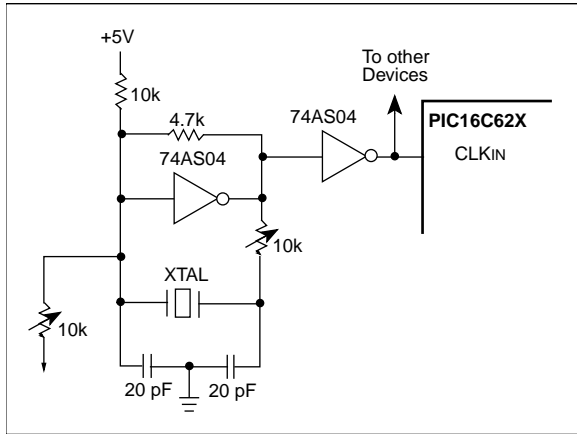 +5V
10k
4.7k
74AS04
74AS04
To other
Devices
PIC16C62X
CLKIN
10k
XTAL
10k
20 pF
20 pF